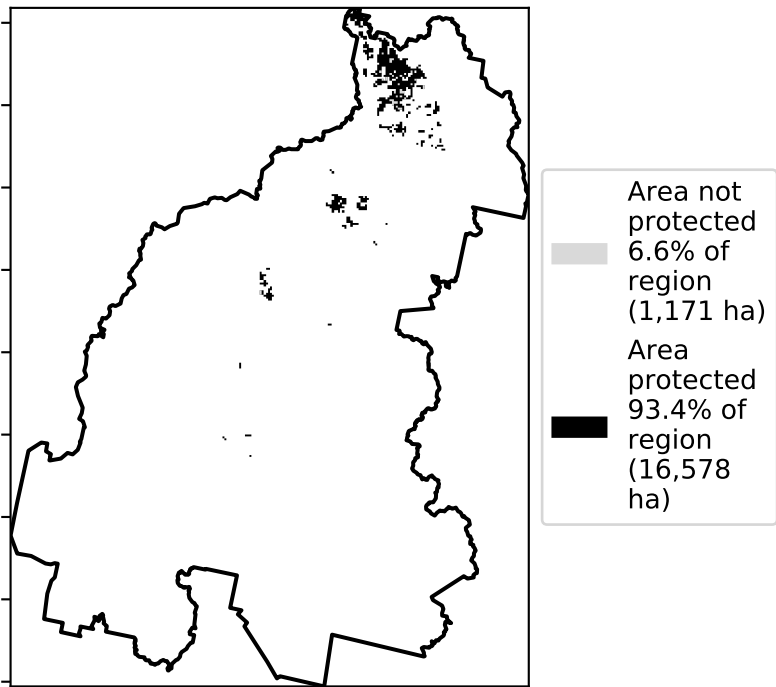 Area not
protected
6.6% of
region
(1,171 ha)
Area
protected
93.4% of
region
(16,578
ha)